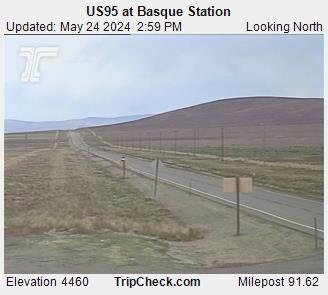 US95 at Basque Station
Updated: May 24 2024 2:59 PM Looking North
Elevation 4460 TripCheck.com Milepost 91.62